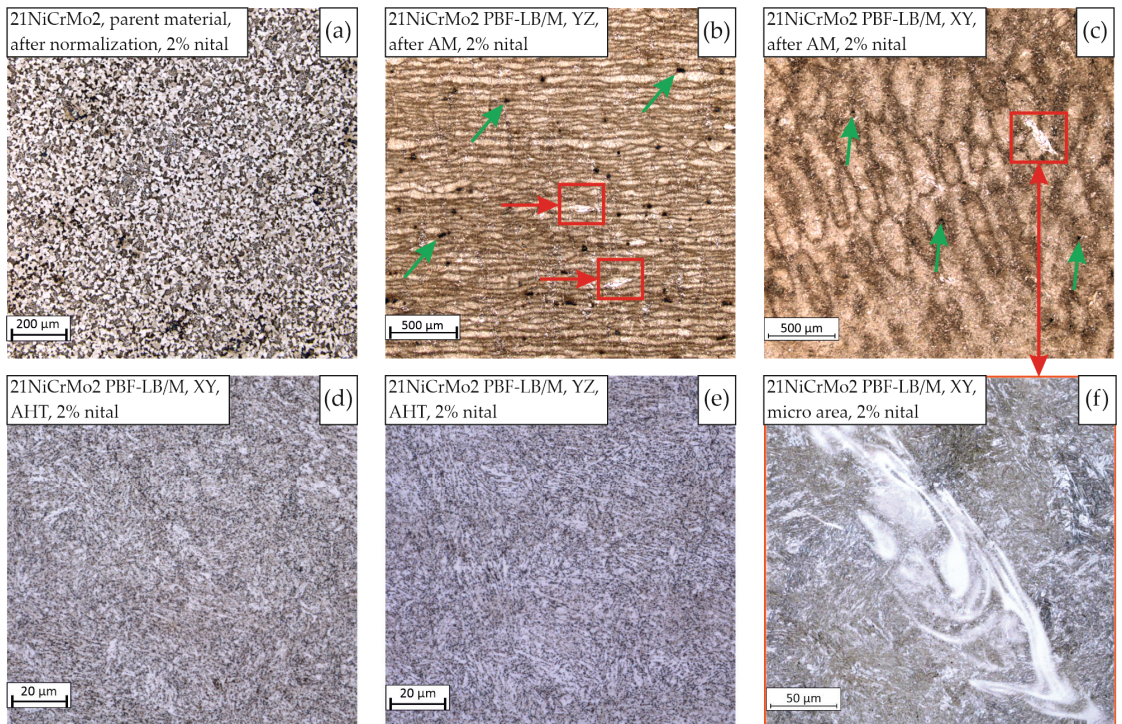 21NiCrMo2, parent material,
after normalization, 2% nital
(a)
200 µm
21NiCrMo2 PBF-LB/M, YZ,
after AM, 2% nital
(b)
500 µm
21NiCrMo2 PBF-LB/M, XY,
after AM, 2% nital
(c)
500 µm
21NiCrMo2 PBF-LB/M, XY,
AHT, 2% nital
(d)
20 µm
21NiCrMo2 PBF-LB/M, YZ,
AHT, 2% nital
(e)
20 µm
21NiCrMo2 PBF-LB/M, XY,
micro area, 2% nital
(f)
50 µm